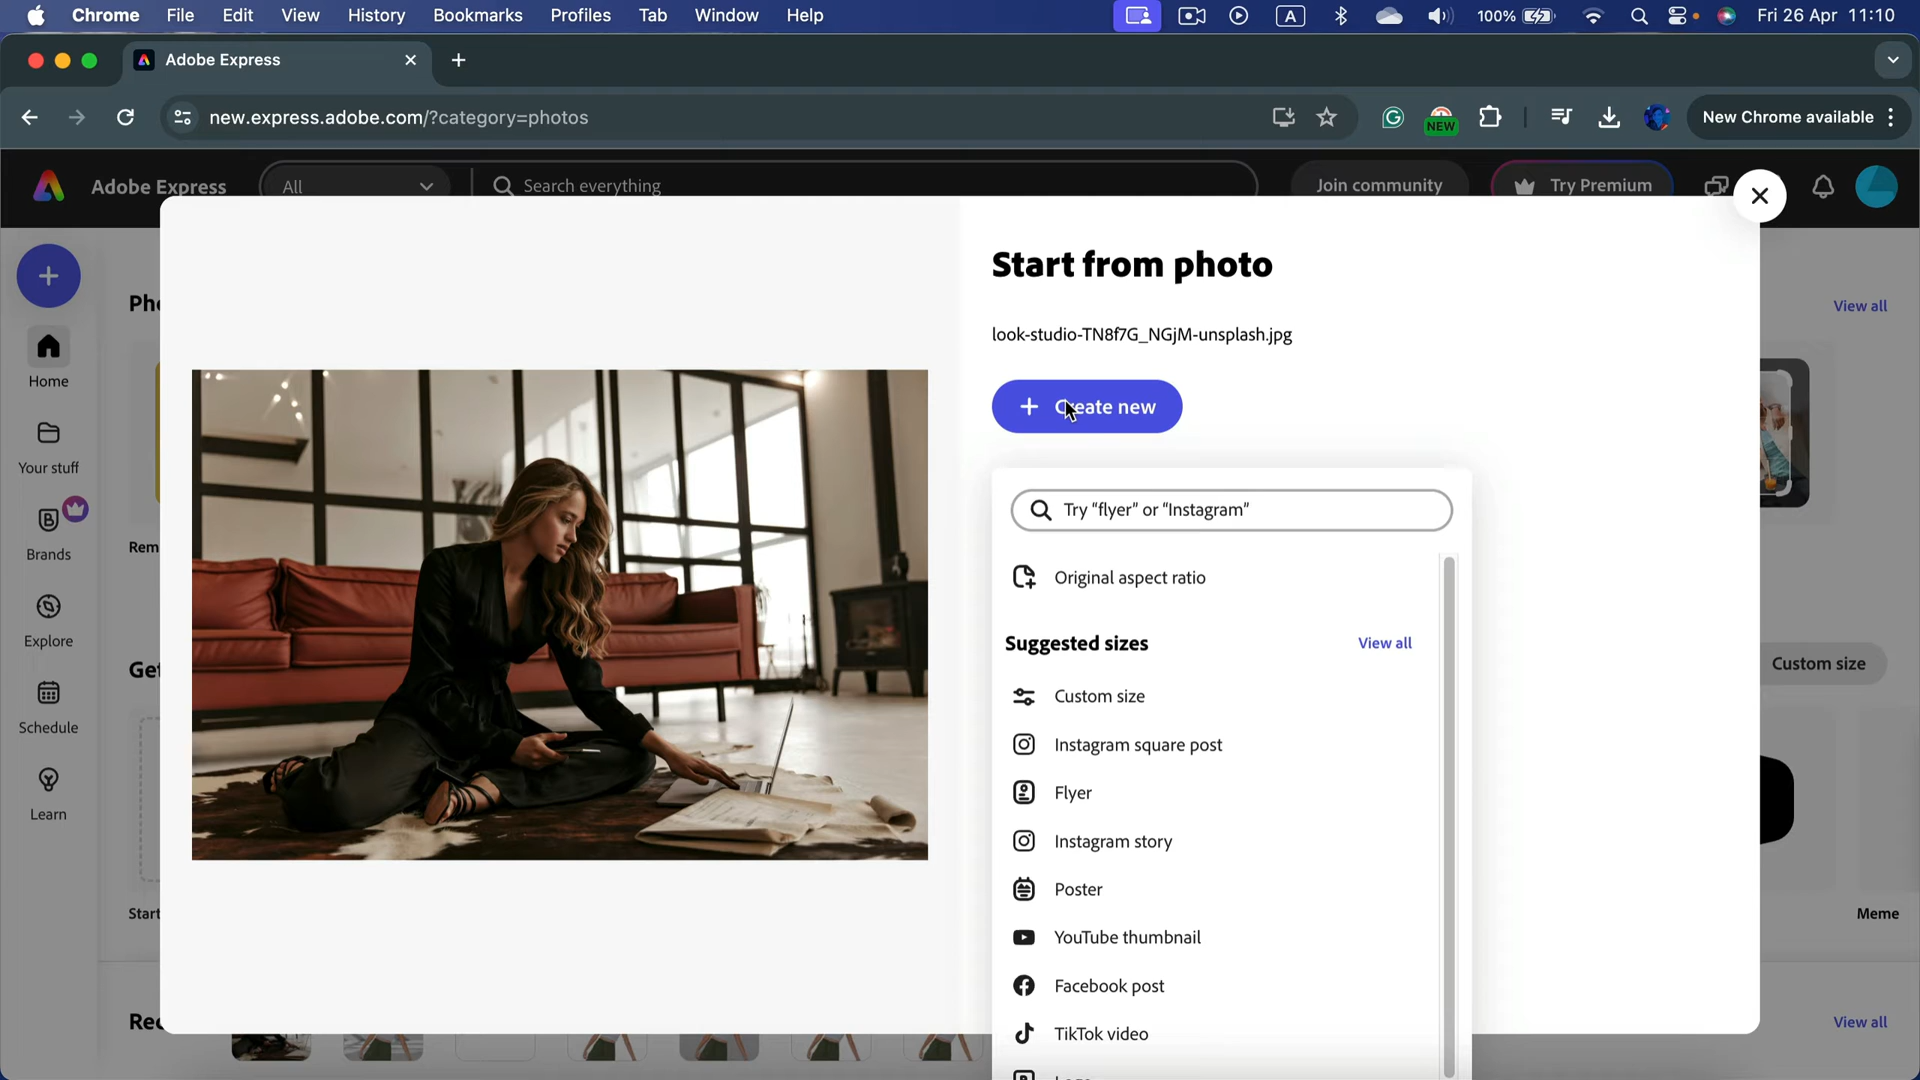 Chrome File Edit View History Bookmarks Profiles Tab Window Help A 100% Fri 26 Apr 11:10
Adobe Express
new.express.adobe.com/?category=photos NEW New Chrome available
Adobe Express All Search everything Join community Try Premium
Start from photo
look-studio-TN8f7G_NGjM-unsplash.jpg
Create new
Try "flyer" or "Instagram"
Original aspect ratio
Suggested sizes View all
Custom size
Instagram square post
Flyer
Instagram story
Poster
YouTube thumbnail
Facebook post
TikTok video
Home
Your stuff
B
Brands
Explore
Schedule
Learn
Pho View all
Rem
Get Custom size
Start Meme
Rec View all